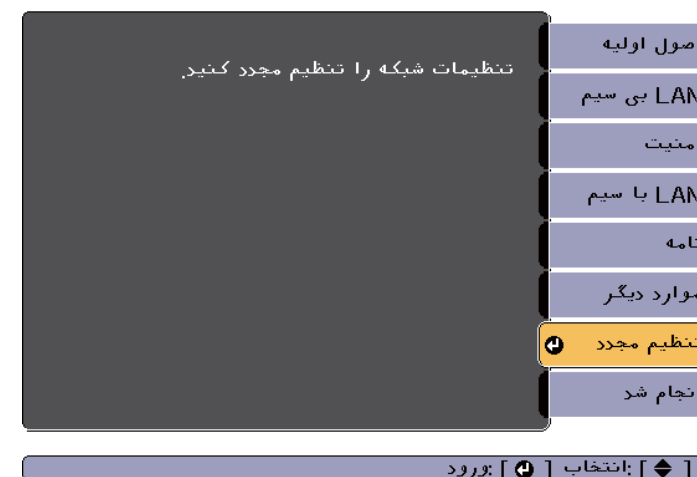 تنظیمات شبکه را تنظیم مجدد کنید.
صول اولیه
LAN بی سیم
منیت
LAN با سیم
نامه
موارد دیگر
تنظیم مجدد
نجام شد
[ ] :انتخاب [ ] :ورود